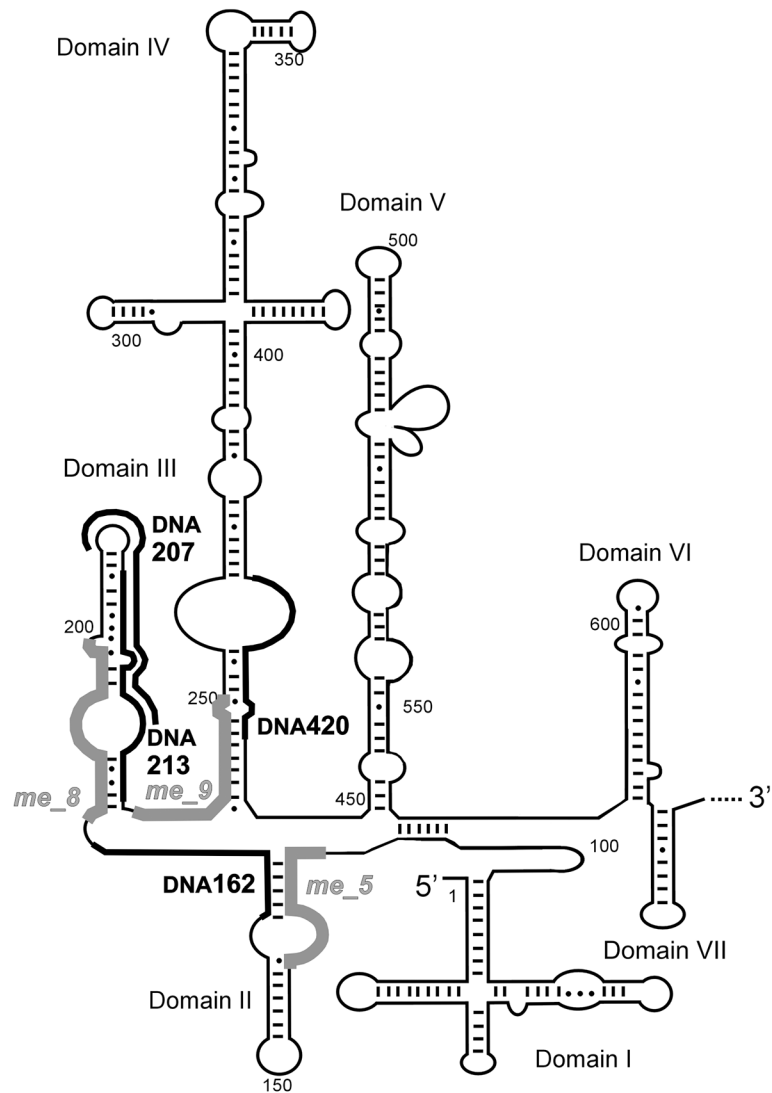 Domain IV
350
Domain V
500
300
400
Domain III
DNA
207
Domain VI
200
600
250
DNA420
550
DNA
213
me_8
me_9
450
3’
100
DNA162
me_5
5’
1
Domain VII
Domain II
Domain I
150